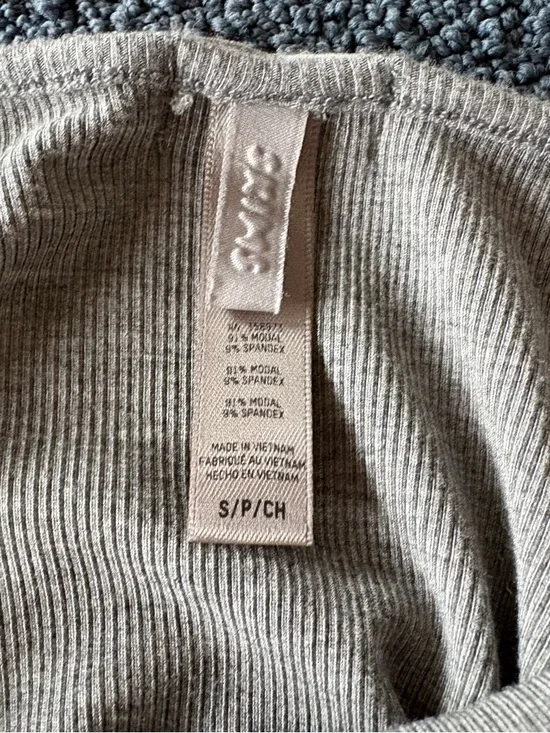 SKIMS
91% MODAL
9% SPANDEX
91% MODAL
9% SPANDEX
91% MODAL
9% SPANDEX
MADE IN VIETNAM
FABRIQUÉ AU VIETNAM
HECHO EN VIETNAM
S/P/CH